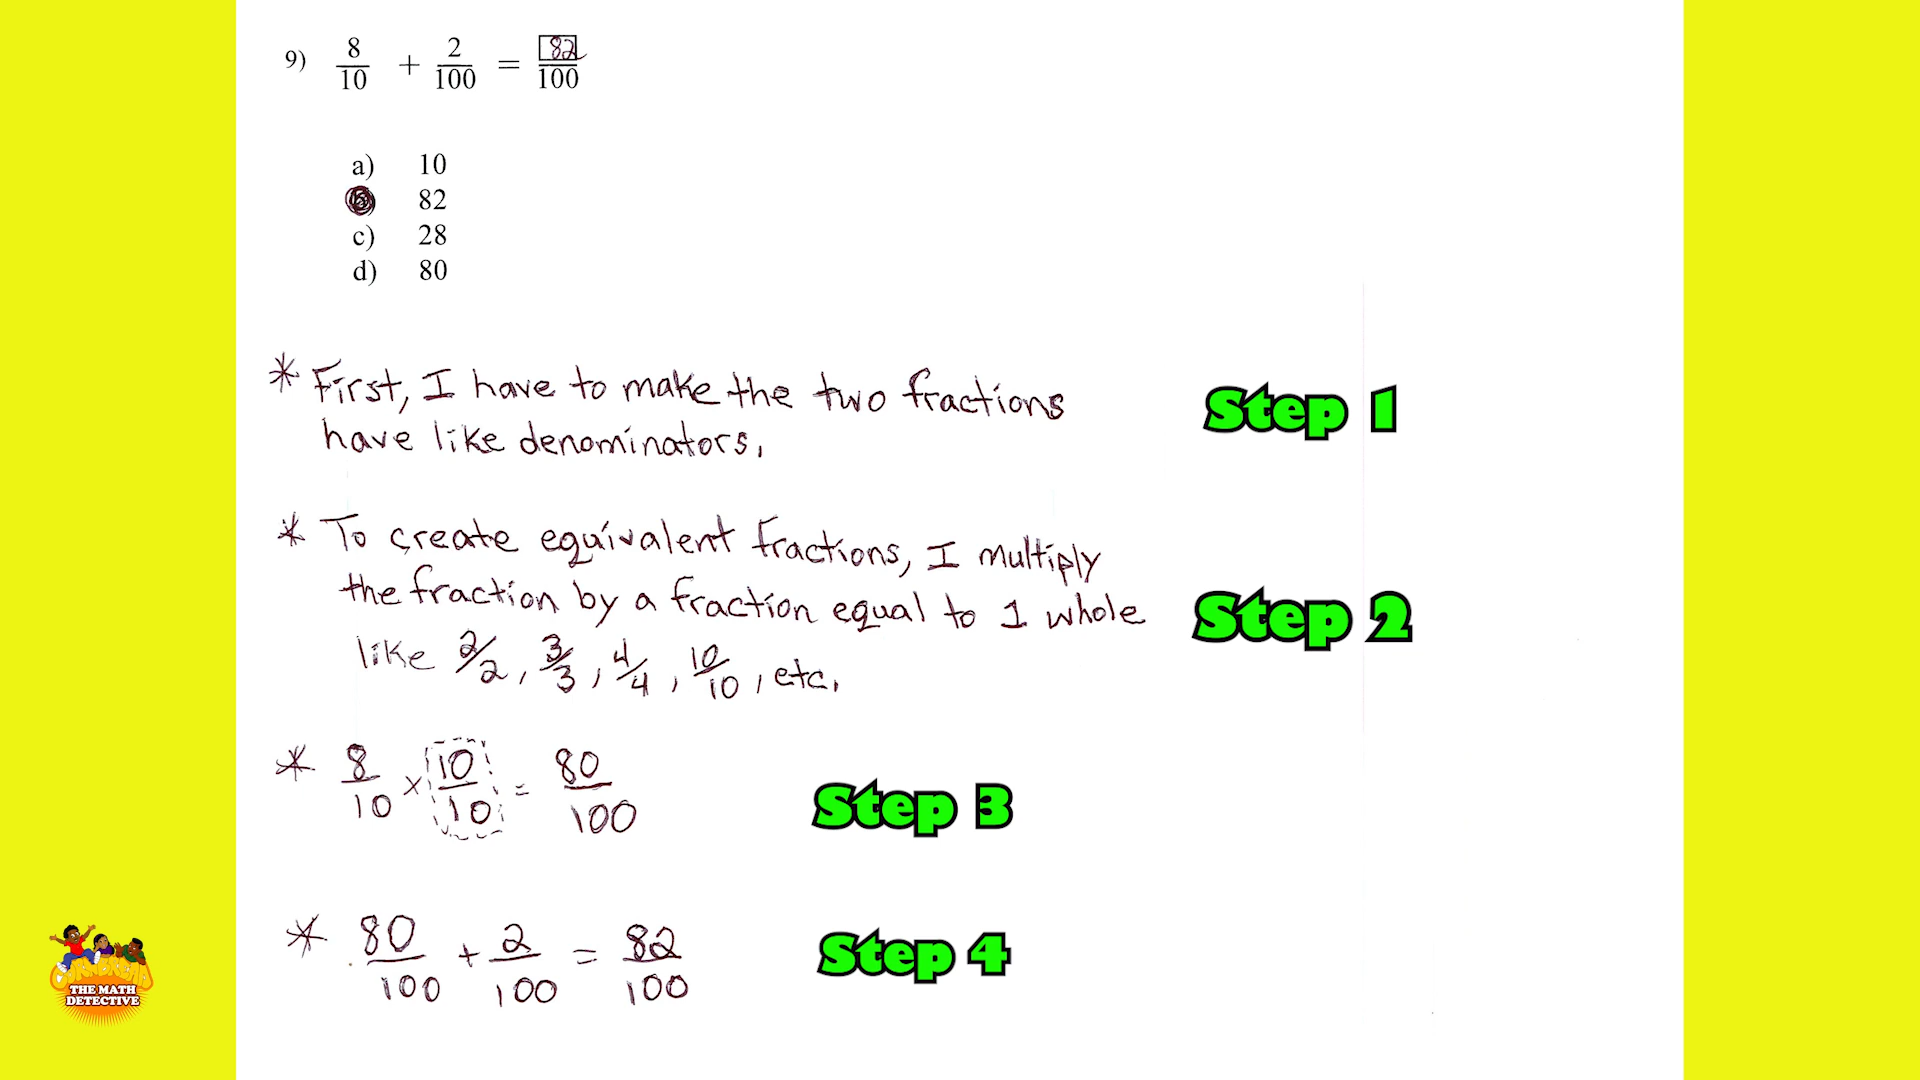 9) 8/10 + 2/100 = 82/100
a) 10
b) 82
c) 28
d) 80
* First, I have to make the two fractions
have like denominators.
Step 1
* To create equivalent fractions, I multiply
the fraction by a fraction equal to 1 whole
like 2/2, 3/3, 4/4, 10/10, etc.
Step 2
* 8/10 x 10/10 = 80/100
Step 3
* 80/100 + 2/100 = 82/100
Step 4
THE MATH
DETECTIVE